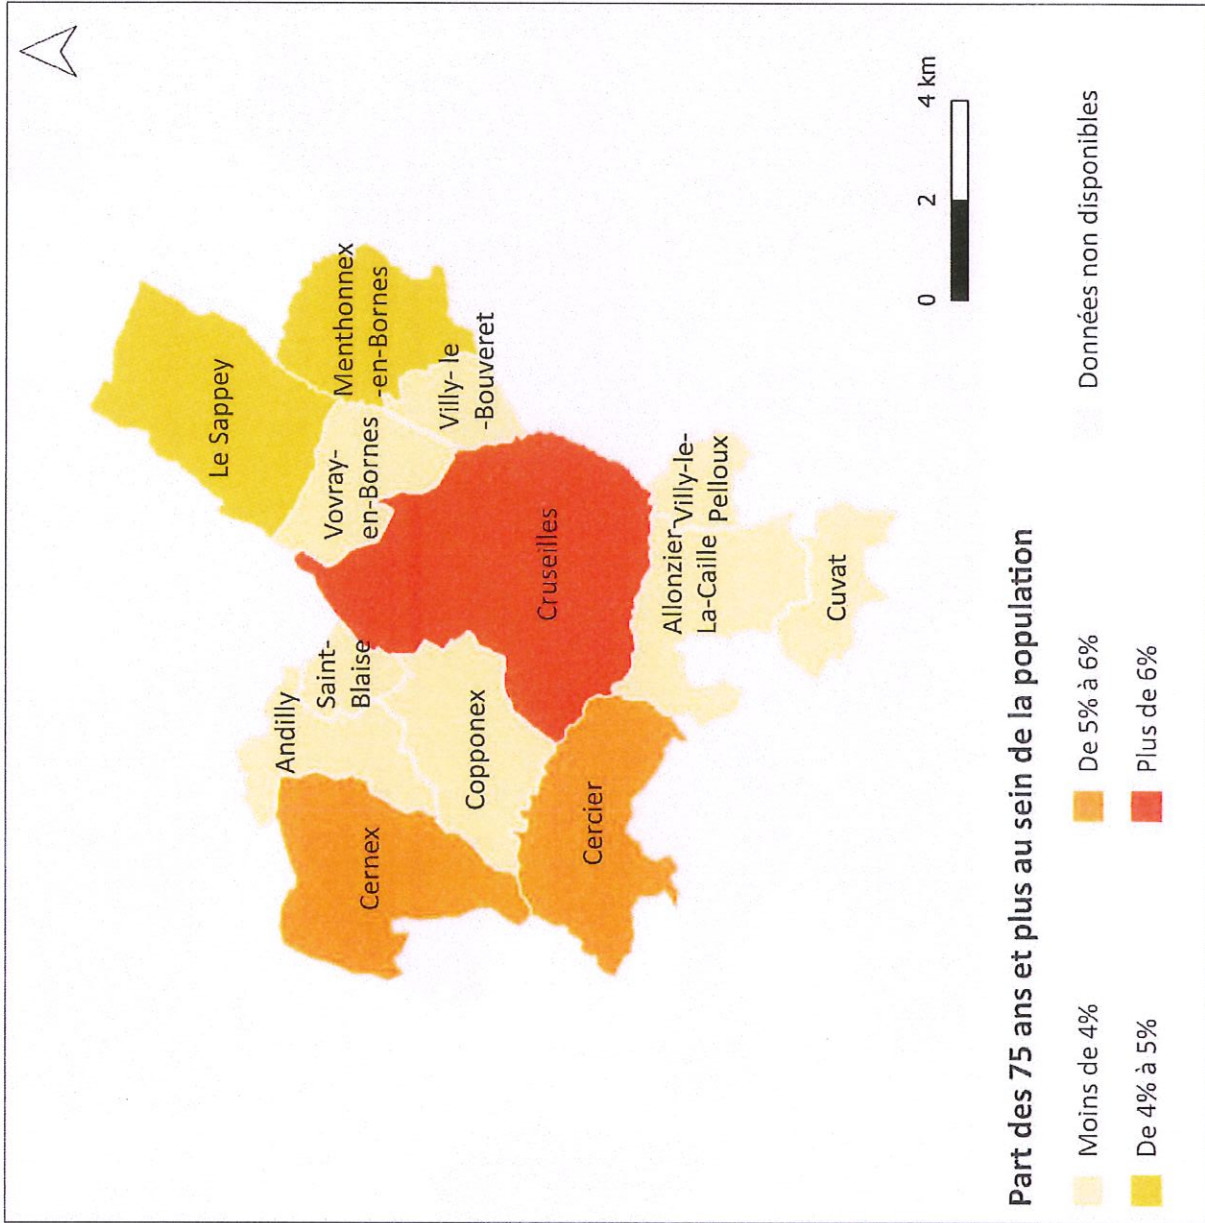 Le Sappey
Menthonnex
-en-Bornes
Vovray-
en-Bornes
Villy- le
-Bouveret
Andilly
Saint-
Blaise
Cernex
Copponex
Cruseilles
Cercier
Allonzier-
La-Caille
Villy-le-
Pelloux
Cuvat
0 2 4 km
Part des 75 ans et plus au sein de la population
Moins de 4%
De 5% à 6%
Données non disponibles
De 4% à 5%
Plus de 6%